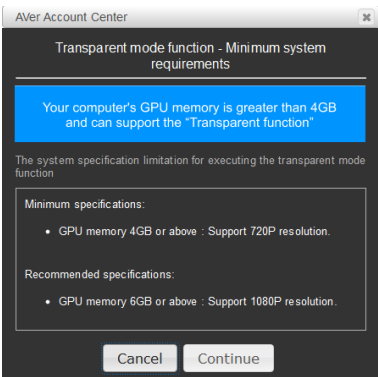 AVer Account Center
Transparent mode function - Minimum system
requirements
Your computer's GPU memory is greater than 4GB
and can support the “Transparent function”
The system specification limitation for executing the transparent mode
function
Minimum specifications:
• GPU memory 4GB or above : Support 720P resolution.
Recommended specifications:
• GPU memory 6GB or above : Support 1080P resolution.
Cancel Continue